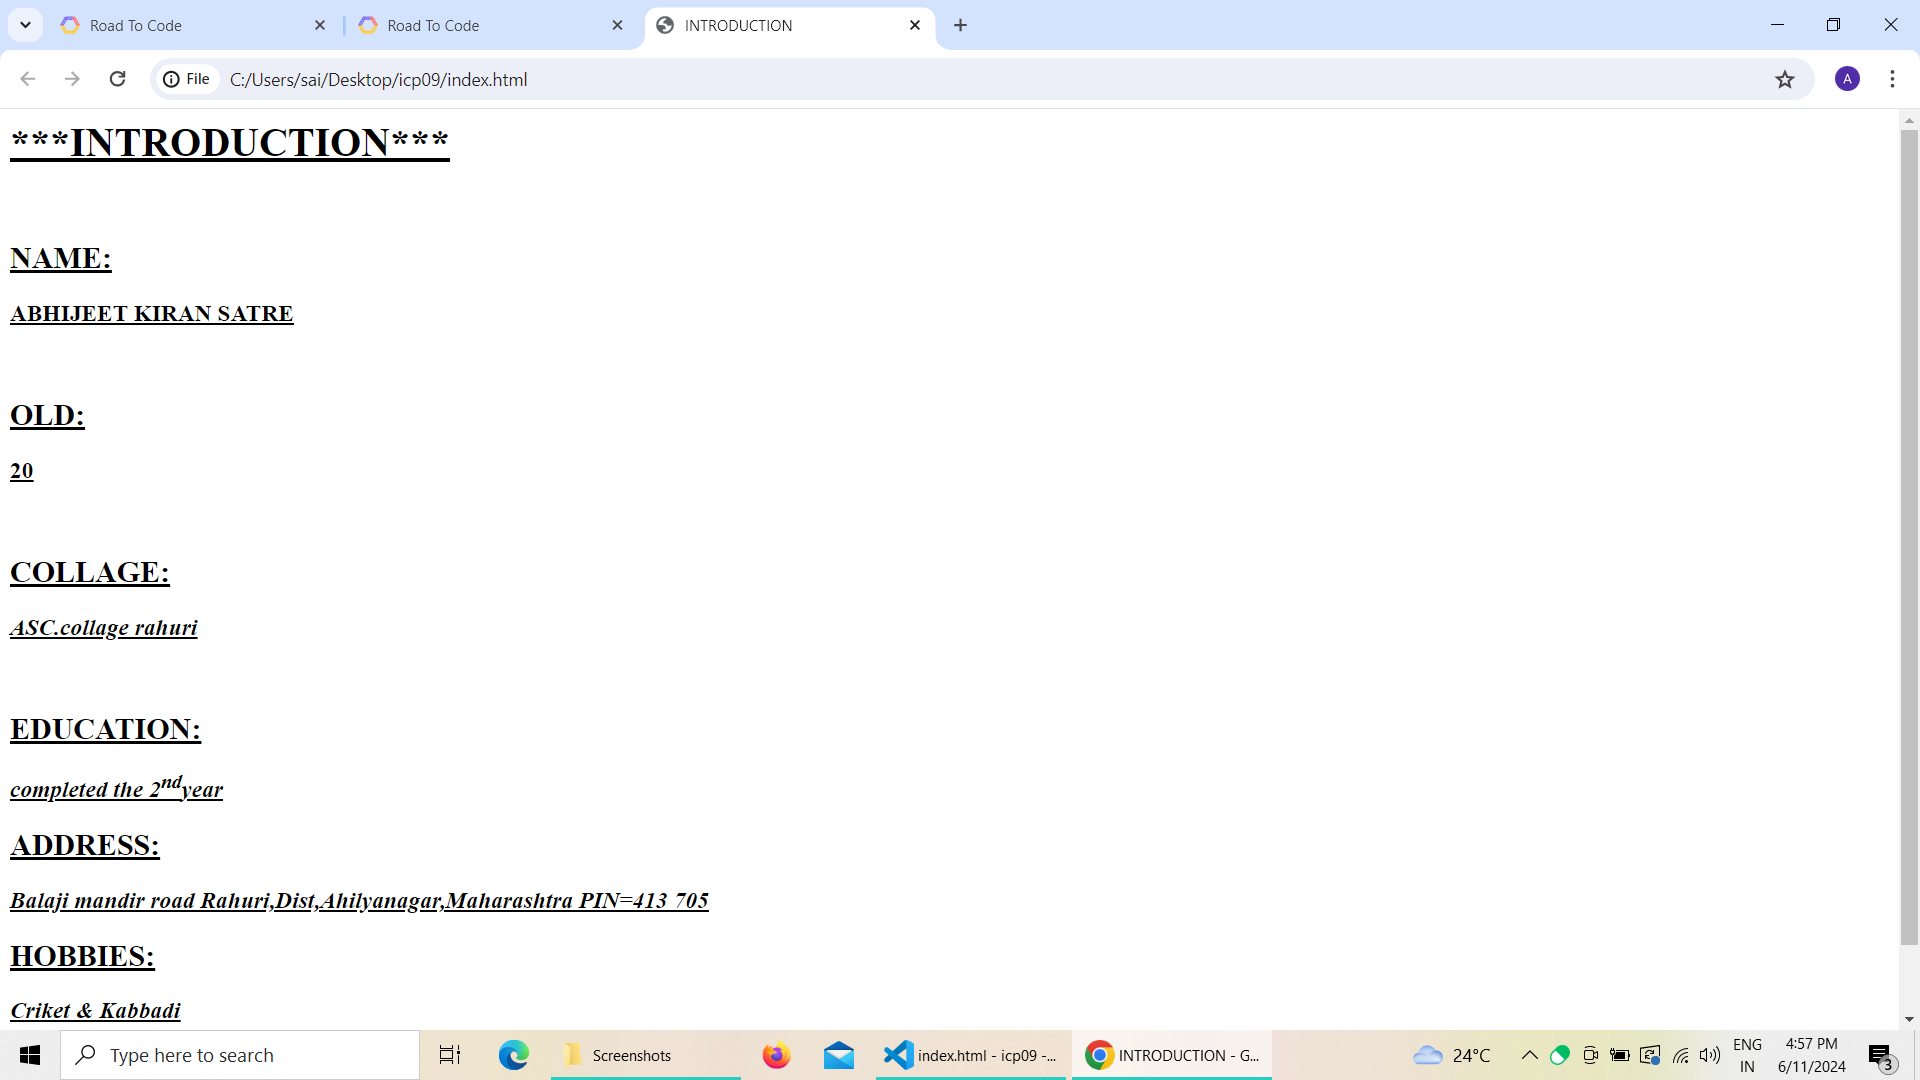 Road To Code
Road To Code
INTRODUCTION
File
C:/Users/sai/Desktop/icp09/index.html
A
***INTRODUCTION***
NAME:
ABHIJEET KIRAN SATRE
OLD:
20
COLLAGE:
ASC.collage rahuri
EDUCATION:
completed the 2ndyear
ADDRESS:
Balaji mandir road Rahuri,Dist,Ahilyanagar,Maharashtra PIN=413 705
HOBBIES:
Criket & Kabbadi
Type here to search
Screenshots
index.html - icp09 -...
INTRODUCTION - G...
24°C
ENG
IN
4:57 PM
6/11/2024
3